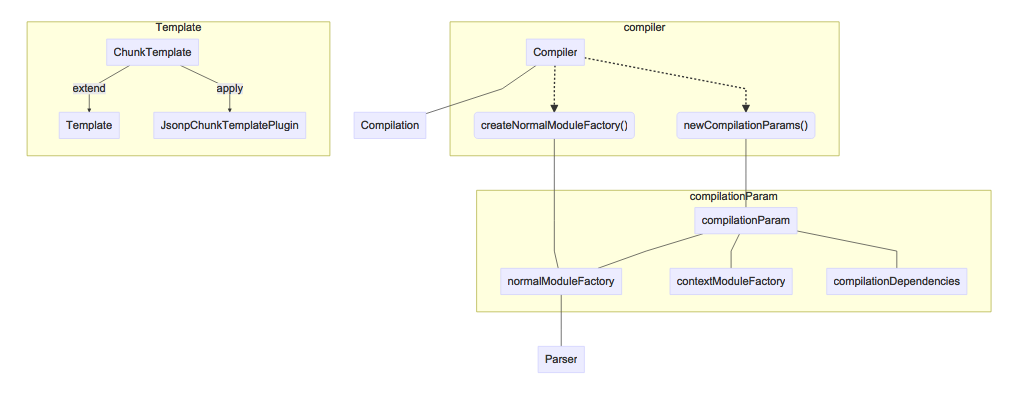 Template
ChunkTemplate
extend
apply
Template
JsonpChunkTemplatePlugin
compiler
Compiler
Compilation
createNormalModuleFactory()
newCompilationParams()
compilationParam
compilationParam
normalModuleFactory
contextModuleFactory
compilationDependencies
Parser